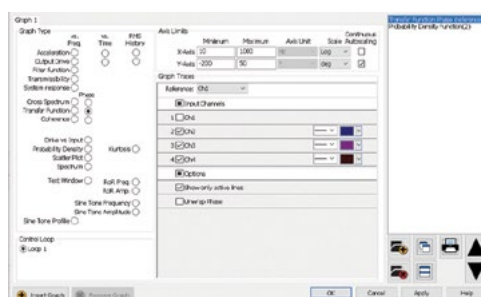 Graph 1
Graph Type
vs. Freq.
vs. Time
RMS History
Acceleration
Output Drive
Filter Function
Transmissibility
System response
Phase
Cross Spectrum
Transfer Function
Coherence
Drive vs Input
Probability Density
Kurtosis
Scatter Plot
Spectrum
Text Window
RoR Freq.
RoR Amp.
Sine Tone Frequency
Sine Tone Amplitude
Sine Tone Profile
Control Loop
Loop 1
Insert Graph
Remove Graph
Axis Limits
Minimum Maximum Axis Unit Scale Continuous Autoscaling
X-Axis 10 1000 Hz Log
Y-Axis -200 50 deg
Graph Traces
Reference: Ch1
Input Channels
1 Ch1
2 Ch2
3 Ch3
4 Ch4
Options
Show only active lines
Unwrap Phase
Transfer Function Phase Reference
Probability Density Function(2)
OK Cancel Apply Help